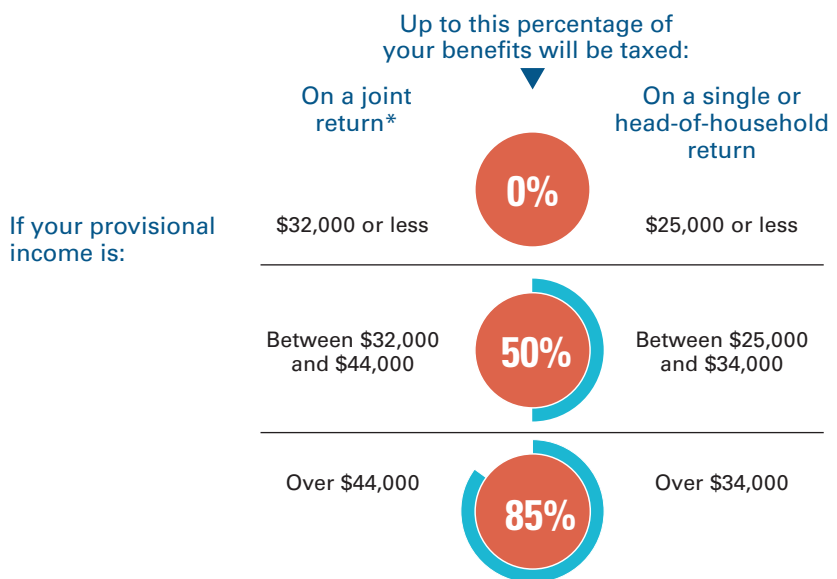 Up to this percentage of
your benefits will be taxed:
On a joint
return*
On a single or
head-of-household
return
If your provisional
income is:
$32,000 or less
0%
$25,000 or less
Between $32,000
and $44,000
50%
Between $25,000
and $34,000
Over $44,000
85%
Over $34,000